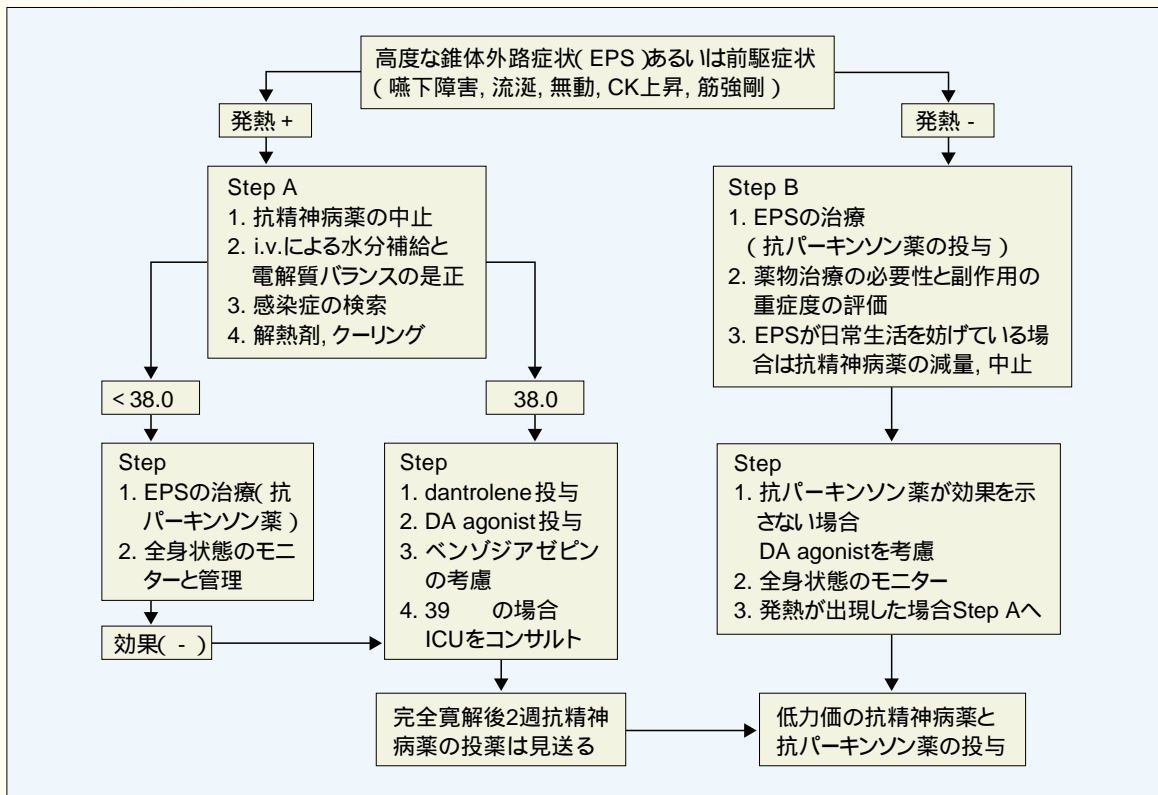 高度な錐体外路症状( EPS )あるいは前駆症状
( 嚥下障害, 流涎, 無動, CK上昇, 筋強剛 )
発熱 +
発熱 -
Step A
1. 抗精神病薬の中止
2. i.v.による水分補給と
電解質バランスの是正
3. 感染症の検索
4. 解熱剤, クーリング
Step B
1. EPSの治療
( 抗パーキンソン薬の投与 )
2. 薬物治療の必要性と副作用の
重症度の評価
3. EPSが日常生活を妨げている場
合は抗精神病薬の減量, 中止
< 38.0
38.0
Step
1. EPSの治療( 抗
パーキンソン薬 )
2. 全身状態のモニ
ターと管理
Step
1. dantrolene投与
2. DA agonist投与
3. ベンゾジアゼピン
の考慮
4. 39 の場合
ICUをコンサルト
Step
1. 抗パーキンソン薬が効果を示
さない場合
DA agonistを考慮
2. 全身状態のモニター
3. 発熱が出現した場合Step Aへ
効果( - )
完全寛解後2週抗精神
病薬の投薬は見送る
低力価の抗精神病薬と
抗パーキンソン薬の投与